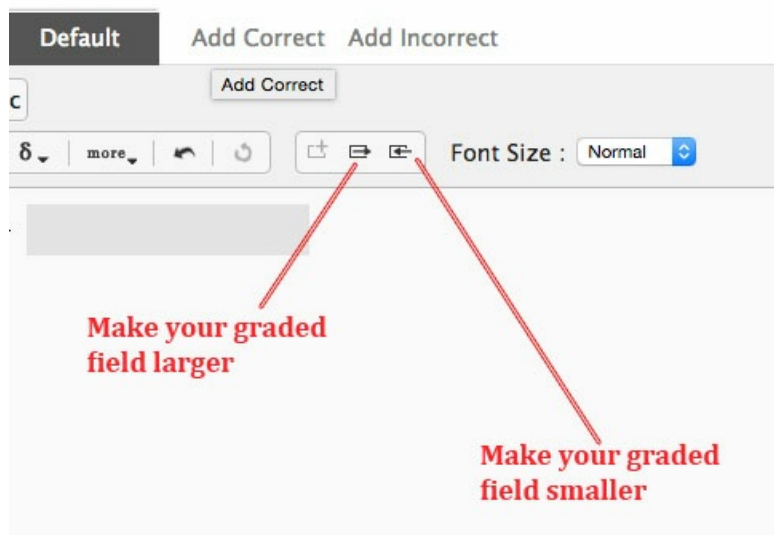 Default Add Correct Add Incorrect
Add Correct
c
δ more Font Size : Normal
Make your graded
field larger
Make your graded
field smaller